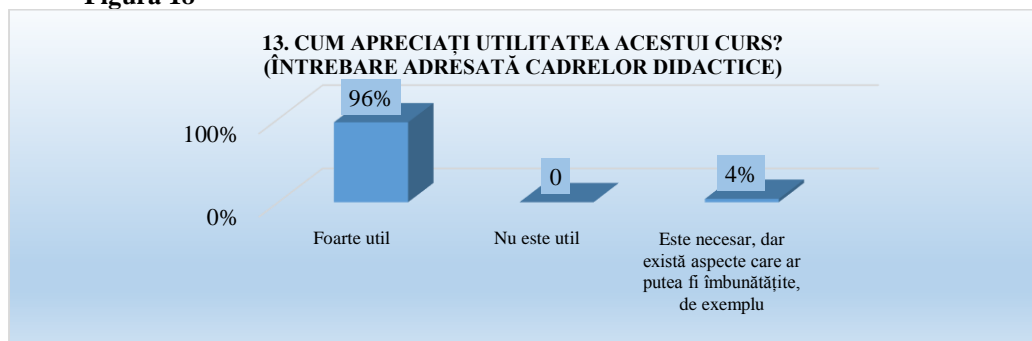 Figura 18
13. CUM APRECIAȚI UTILITATEA ACESTUI CURS?
(ÎNTREBARE ADRESATĂ CADRELOR DIDACTICE)
96%
100%
0
4%
0%
Foarte util
Nu este util
Este necesar, dar
există aspecte care ar
putea fi îmbunătățite,
de exemplu